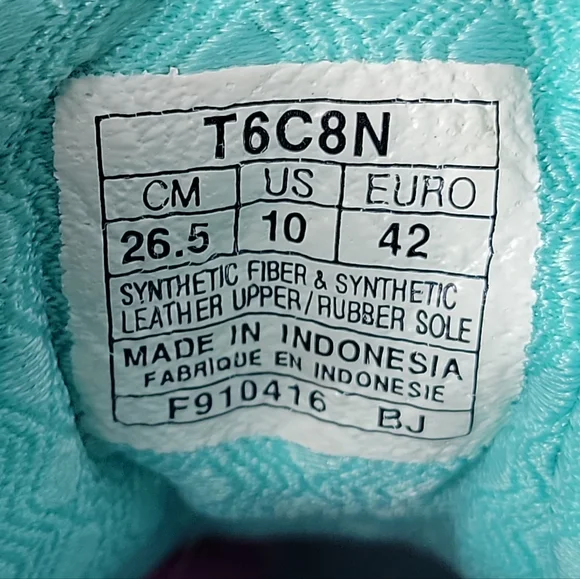 T6C8N
CM US EURO
26.5 10 42
SYNTHETIC FIBER & SYNTHETIC
LEATHER UPPER/RUBBER SOLE
MADE IN INDONESIA
FABRIQUE EN INDONESIE
F910416 BJ